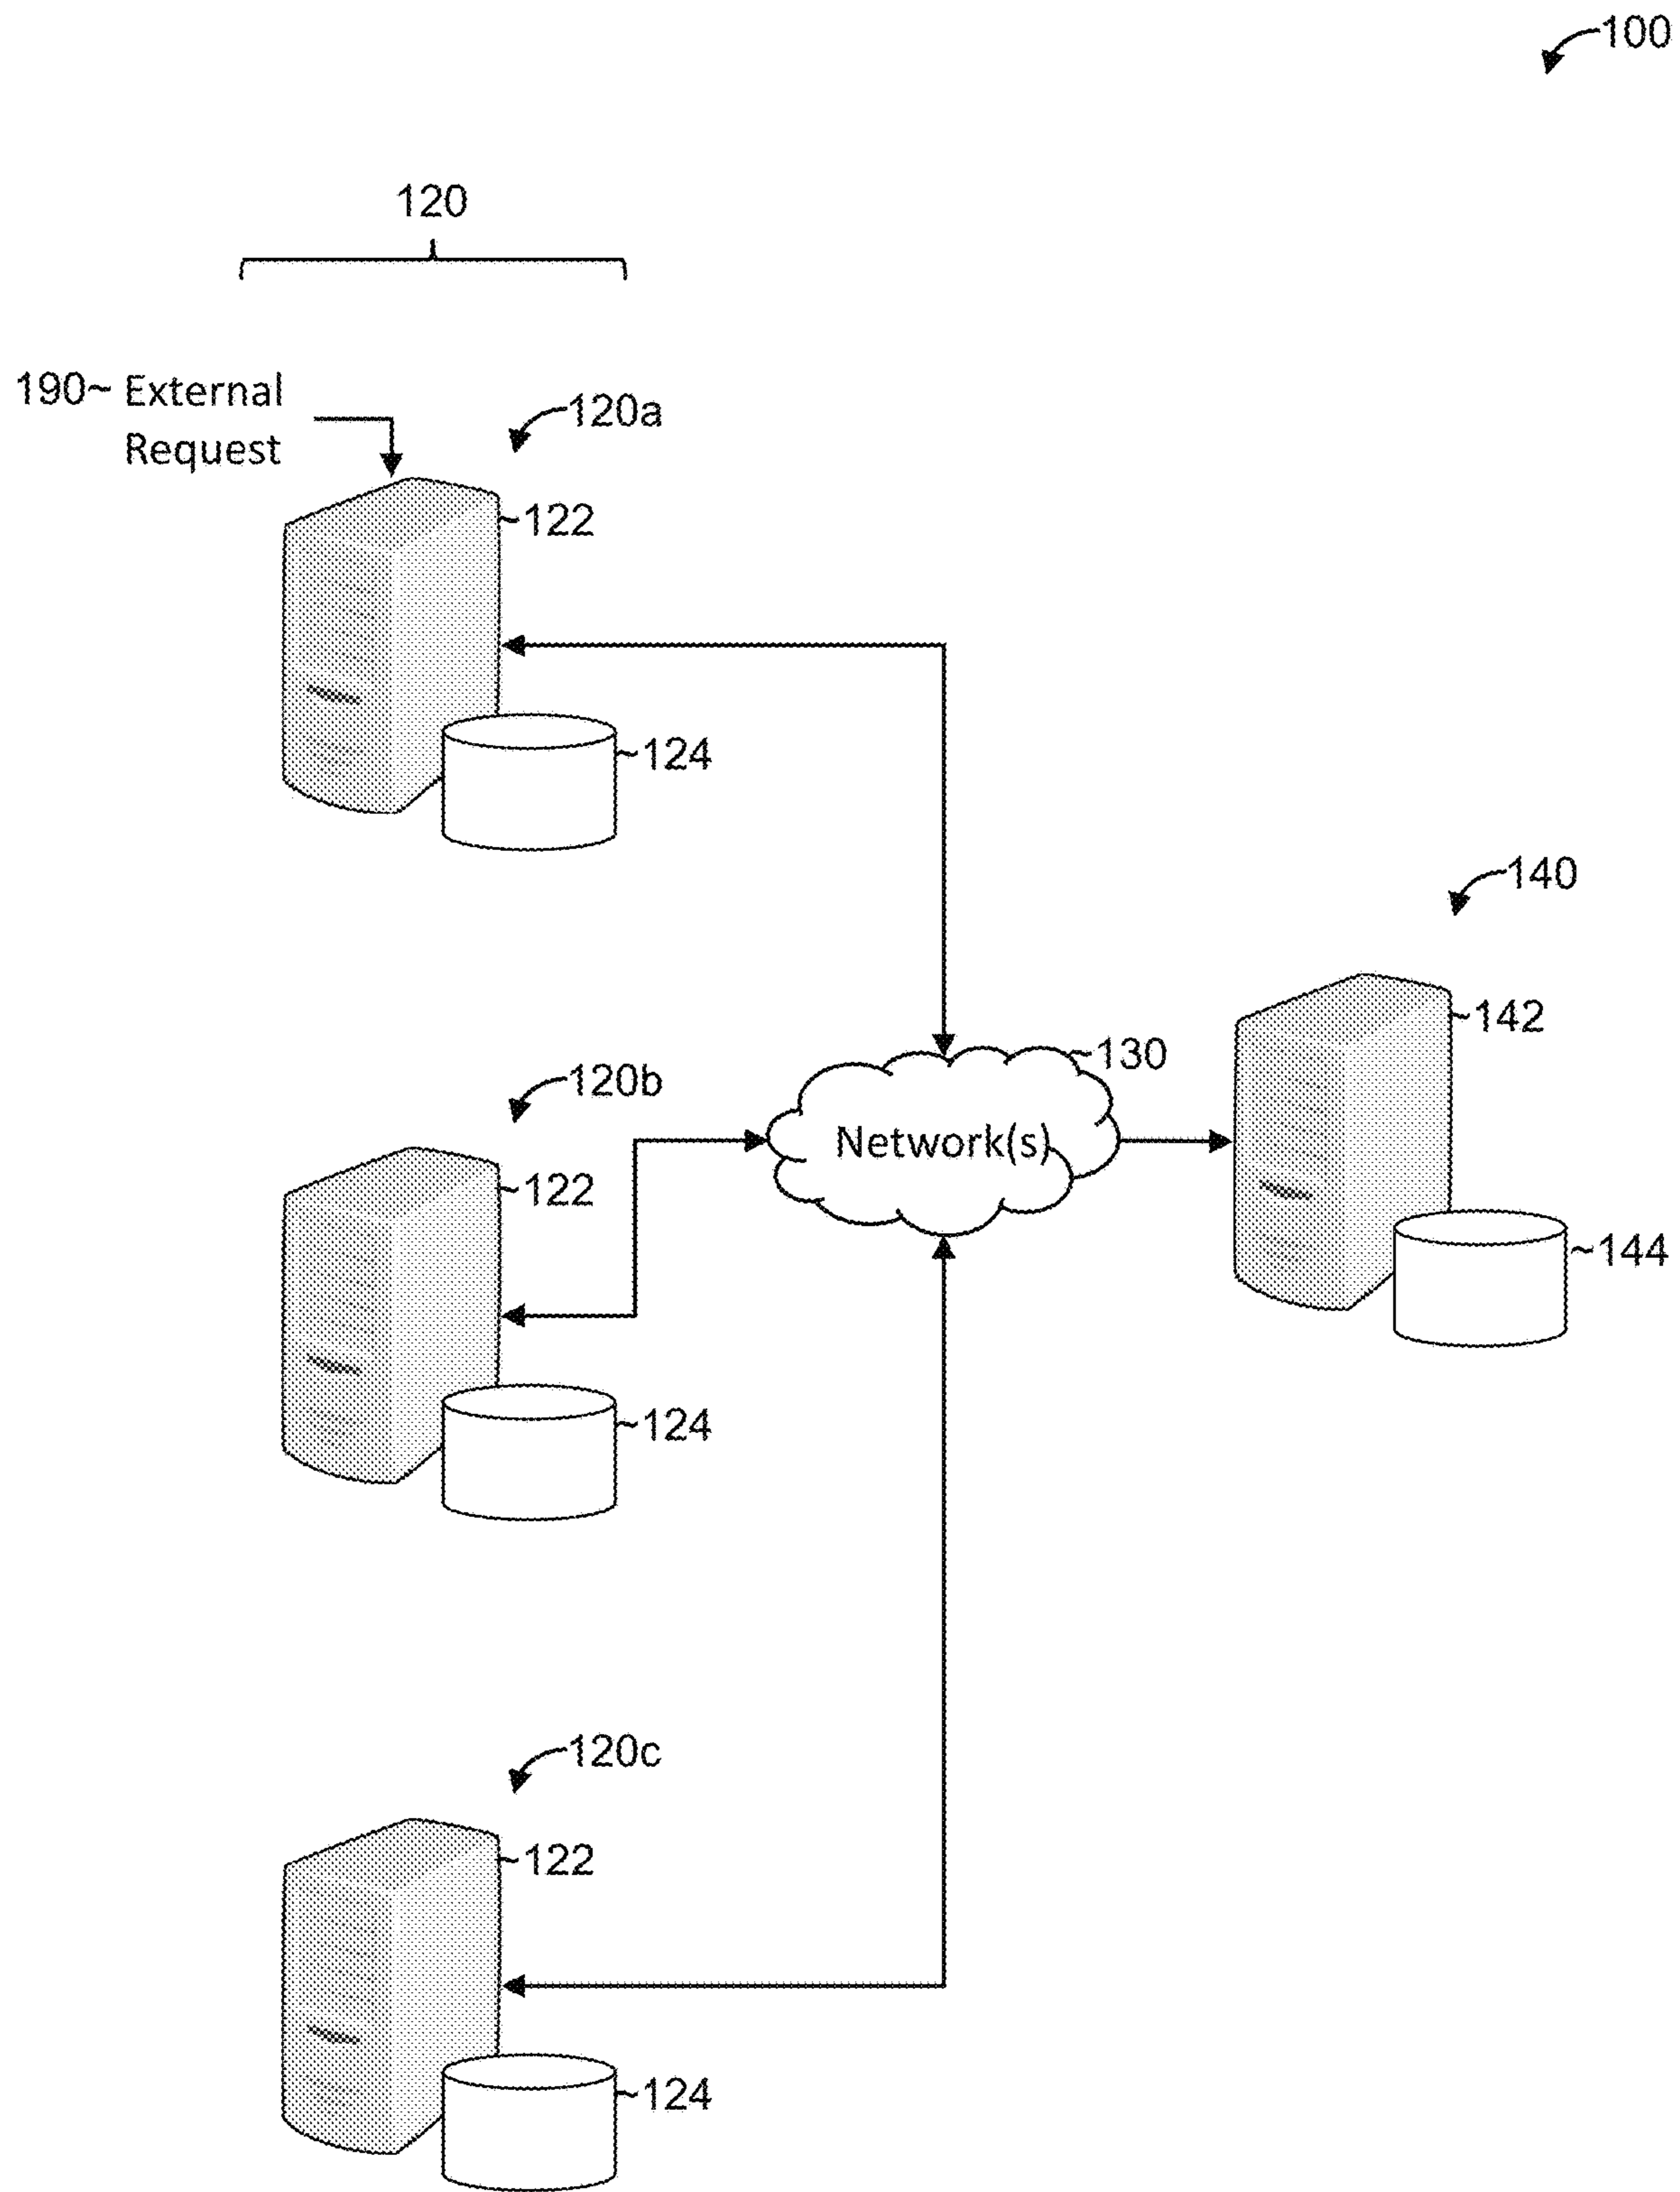 100
120
190~ External
Request
120a
~122
~124
140
~142
~130
120b
Network(s)
~122
~144
~124
120c
~122
~124